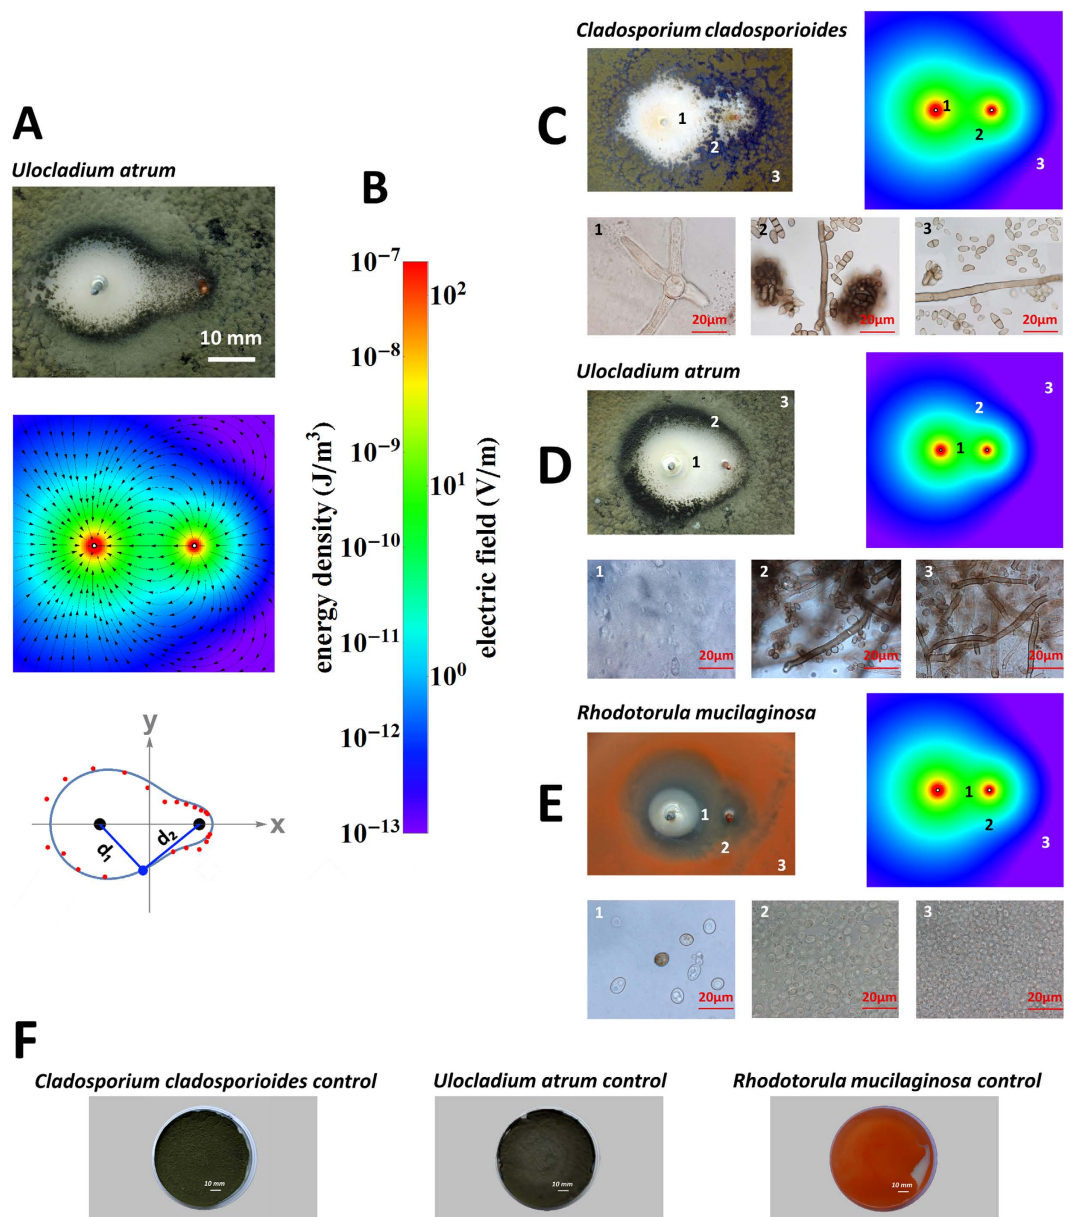 A
Ulocladium atrum
10 mm
B
10⁻⁷
10⁻⁸
10⁻⁹
10⁻¹⁰
10⁻¹¹
10⁻¹²
10⁻¹³
energy density (J/m³)
10²
10¹
10⁰
electric field (V/m)
y
x
d₁
d₂
C
Cladosporium cladosporioides
1
2
3
1
2
3
1
20µm
2
20µm
3
20µm
D
Ulocladium atrum
1
2
3
1
2
3
1
20µm
2
20µm
3
20µm
E
Rhodotorula mucilaginosa
1
2
3
1
2
3
1
20µm
2
20µm
3
20µm
F
Cladosporium cladosporioides control
10 mm
Ulocladium atrum control
10 mm
Rhodotorula mucilaginosa control
10 mm